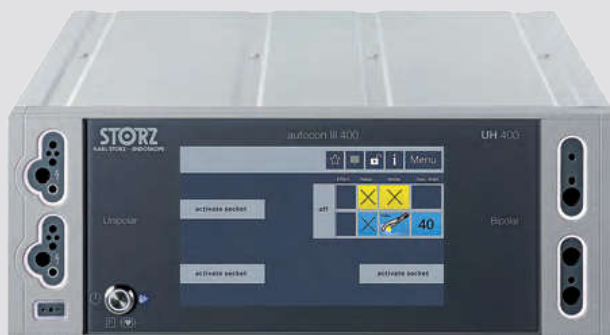 STORZ
KARL STORZ – ENDOSKOPE
autocon III 400
UH 400
i
Menu
off
activate socket
40
Unipolar
Bipolar
activate socket
activate socket